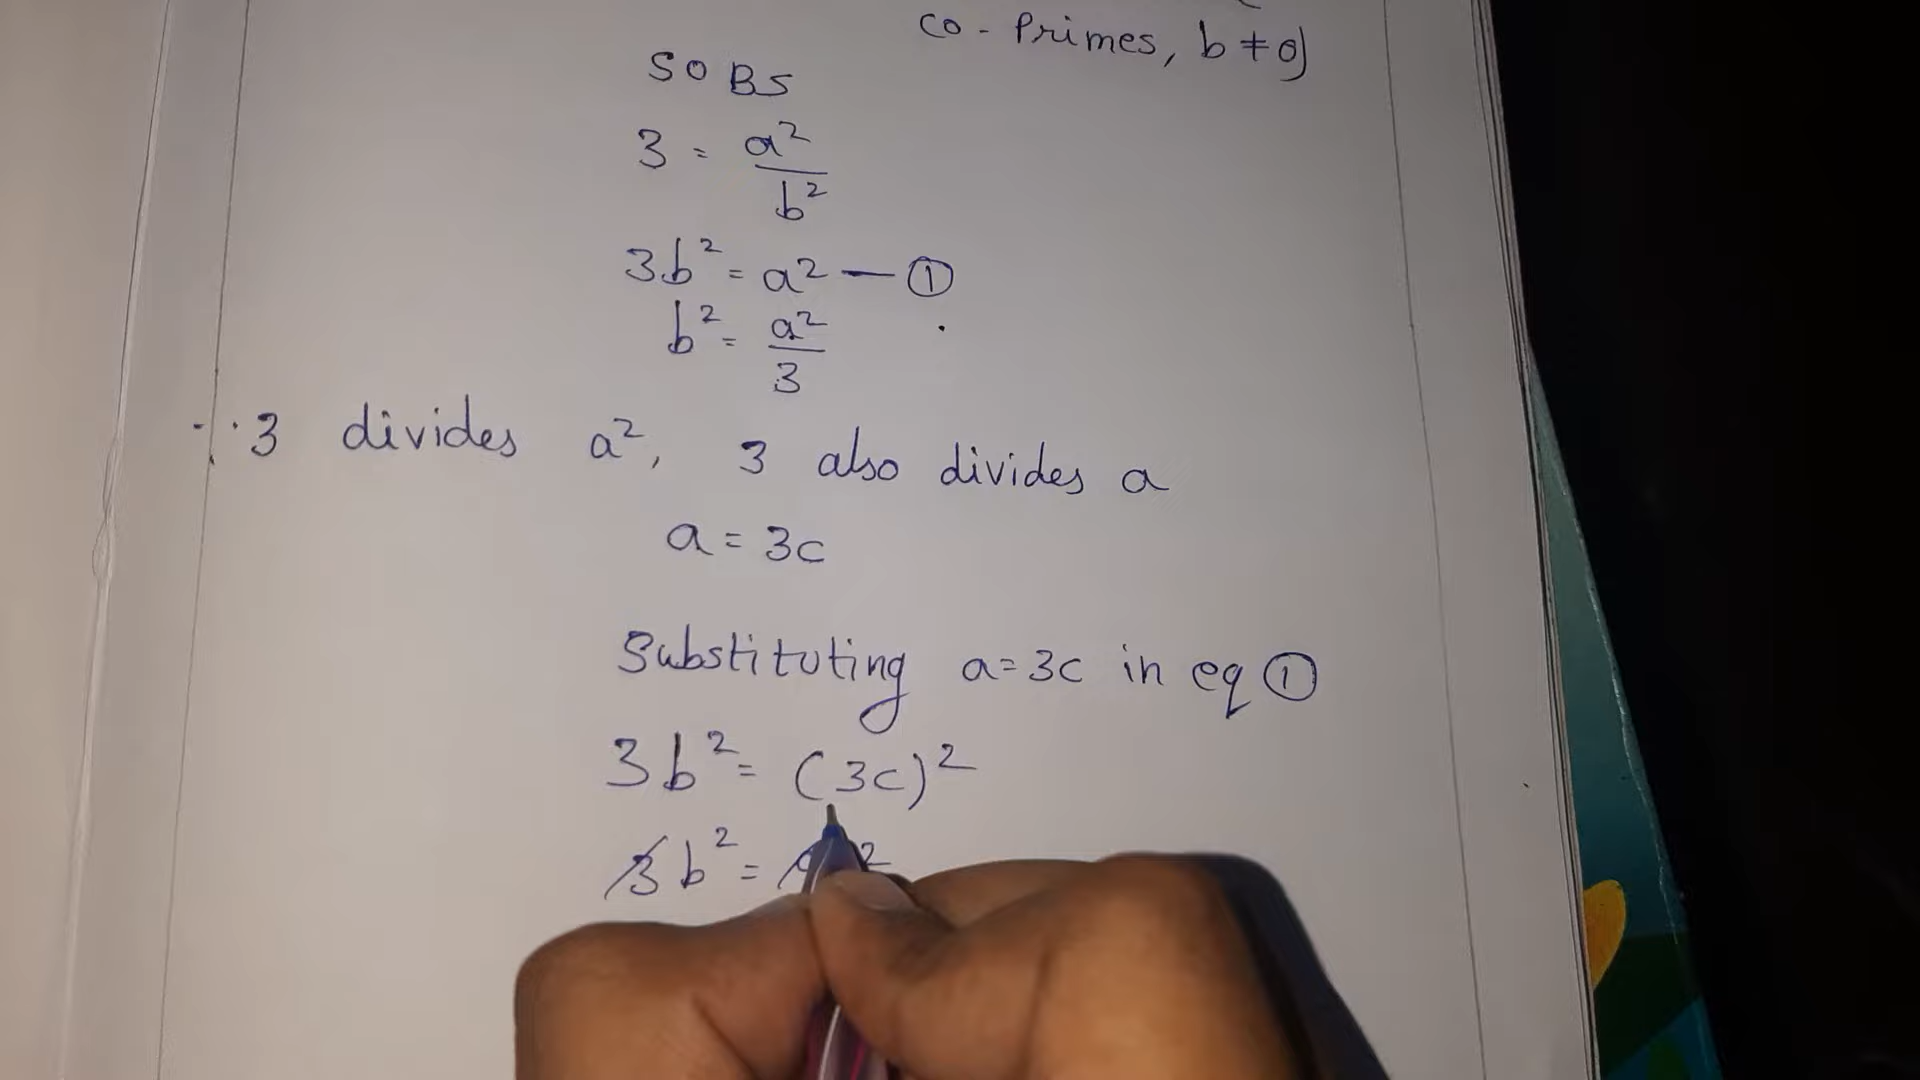 co - Primes, b ≠ 0)
SOBS
3 = a²/b²
3b² = a² — ①
b² = a²/3
∵ 3 divides a², 3 also divides a
a = 3c
Substituting a=3c in eq ①
3b² = (3c)²
3b² =